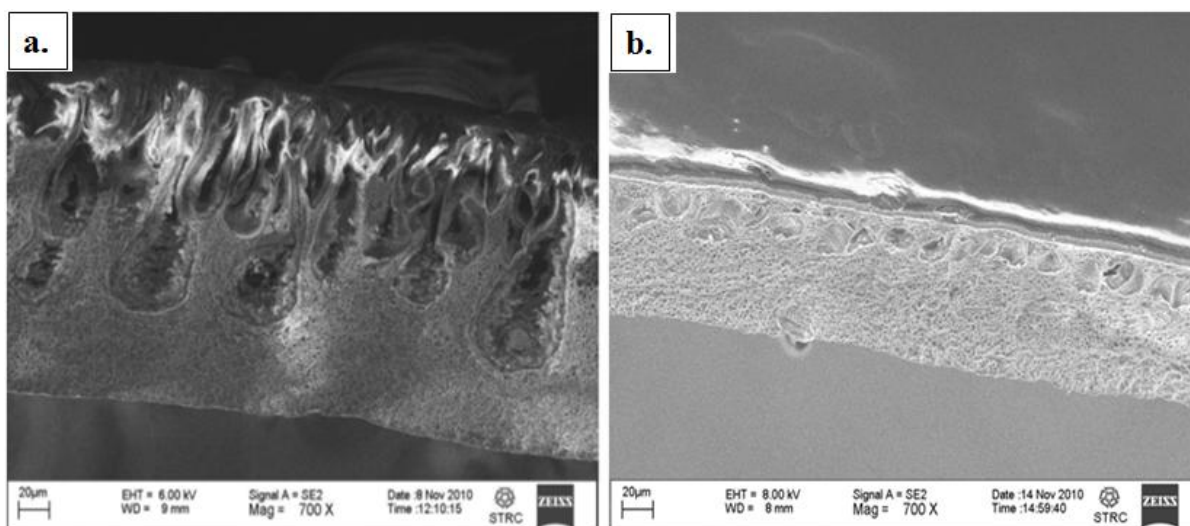 a.
20µm
EHT = 6.00 kV
WD = 9 mm
Signal A = SE2
Mag = 700 X
Date :8 Nov 2010
Time :12:10:15
STRC
ZEISS
b.
20µm
EHT = 8.00 kV
WD = 8 mm
Signal A = SE2
Mag = 700 X
Date :14 Nov 2010
Time :14:59:40
STRC
ZEISS